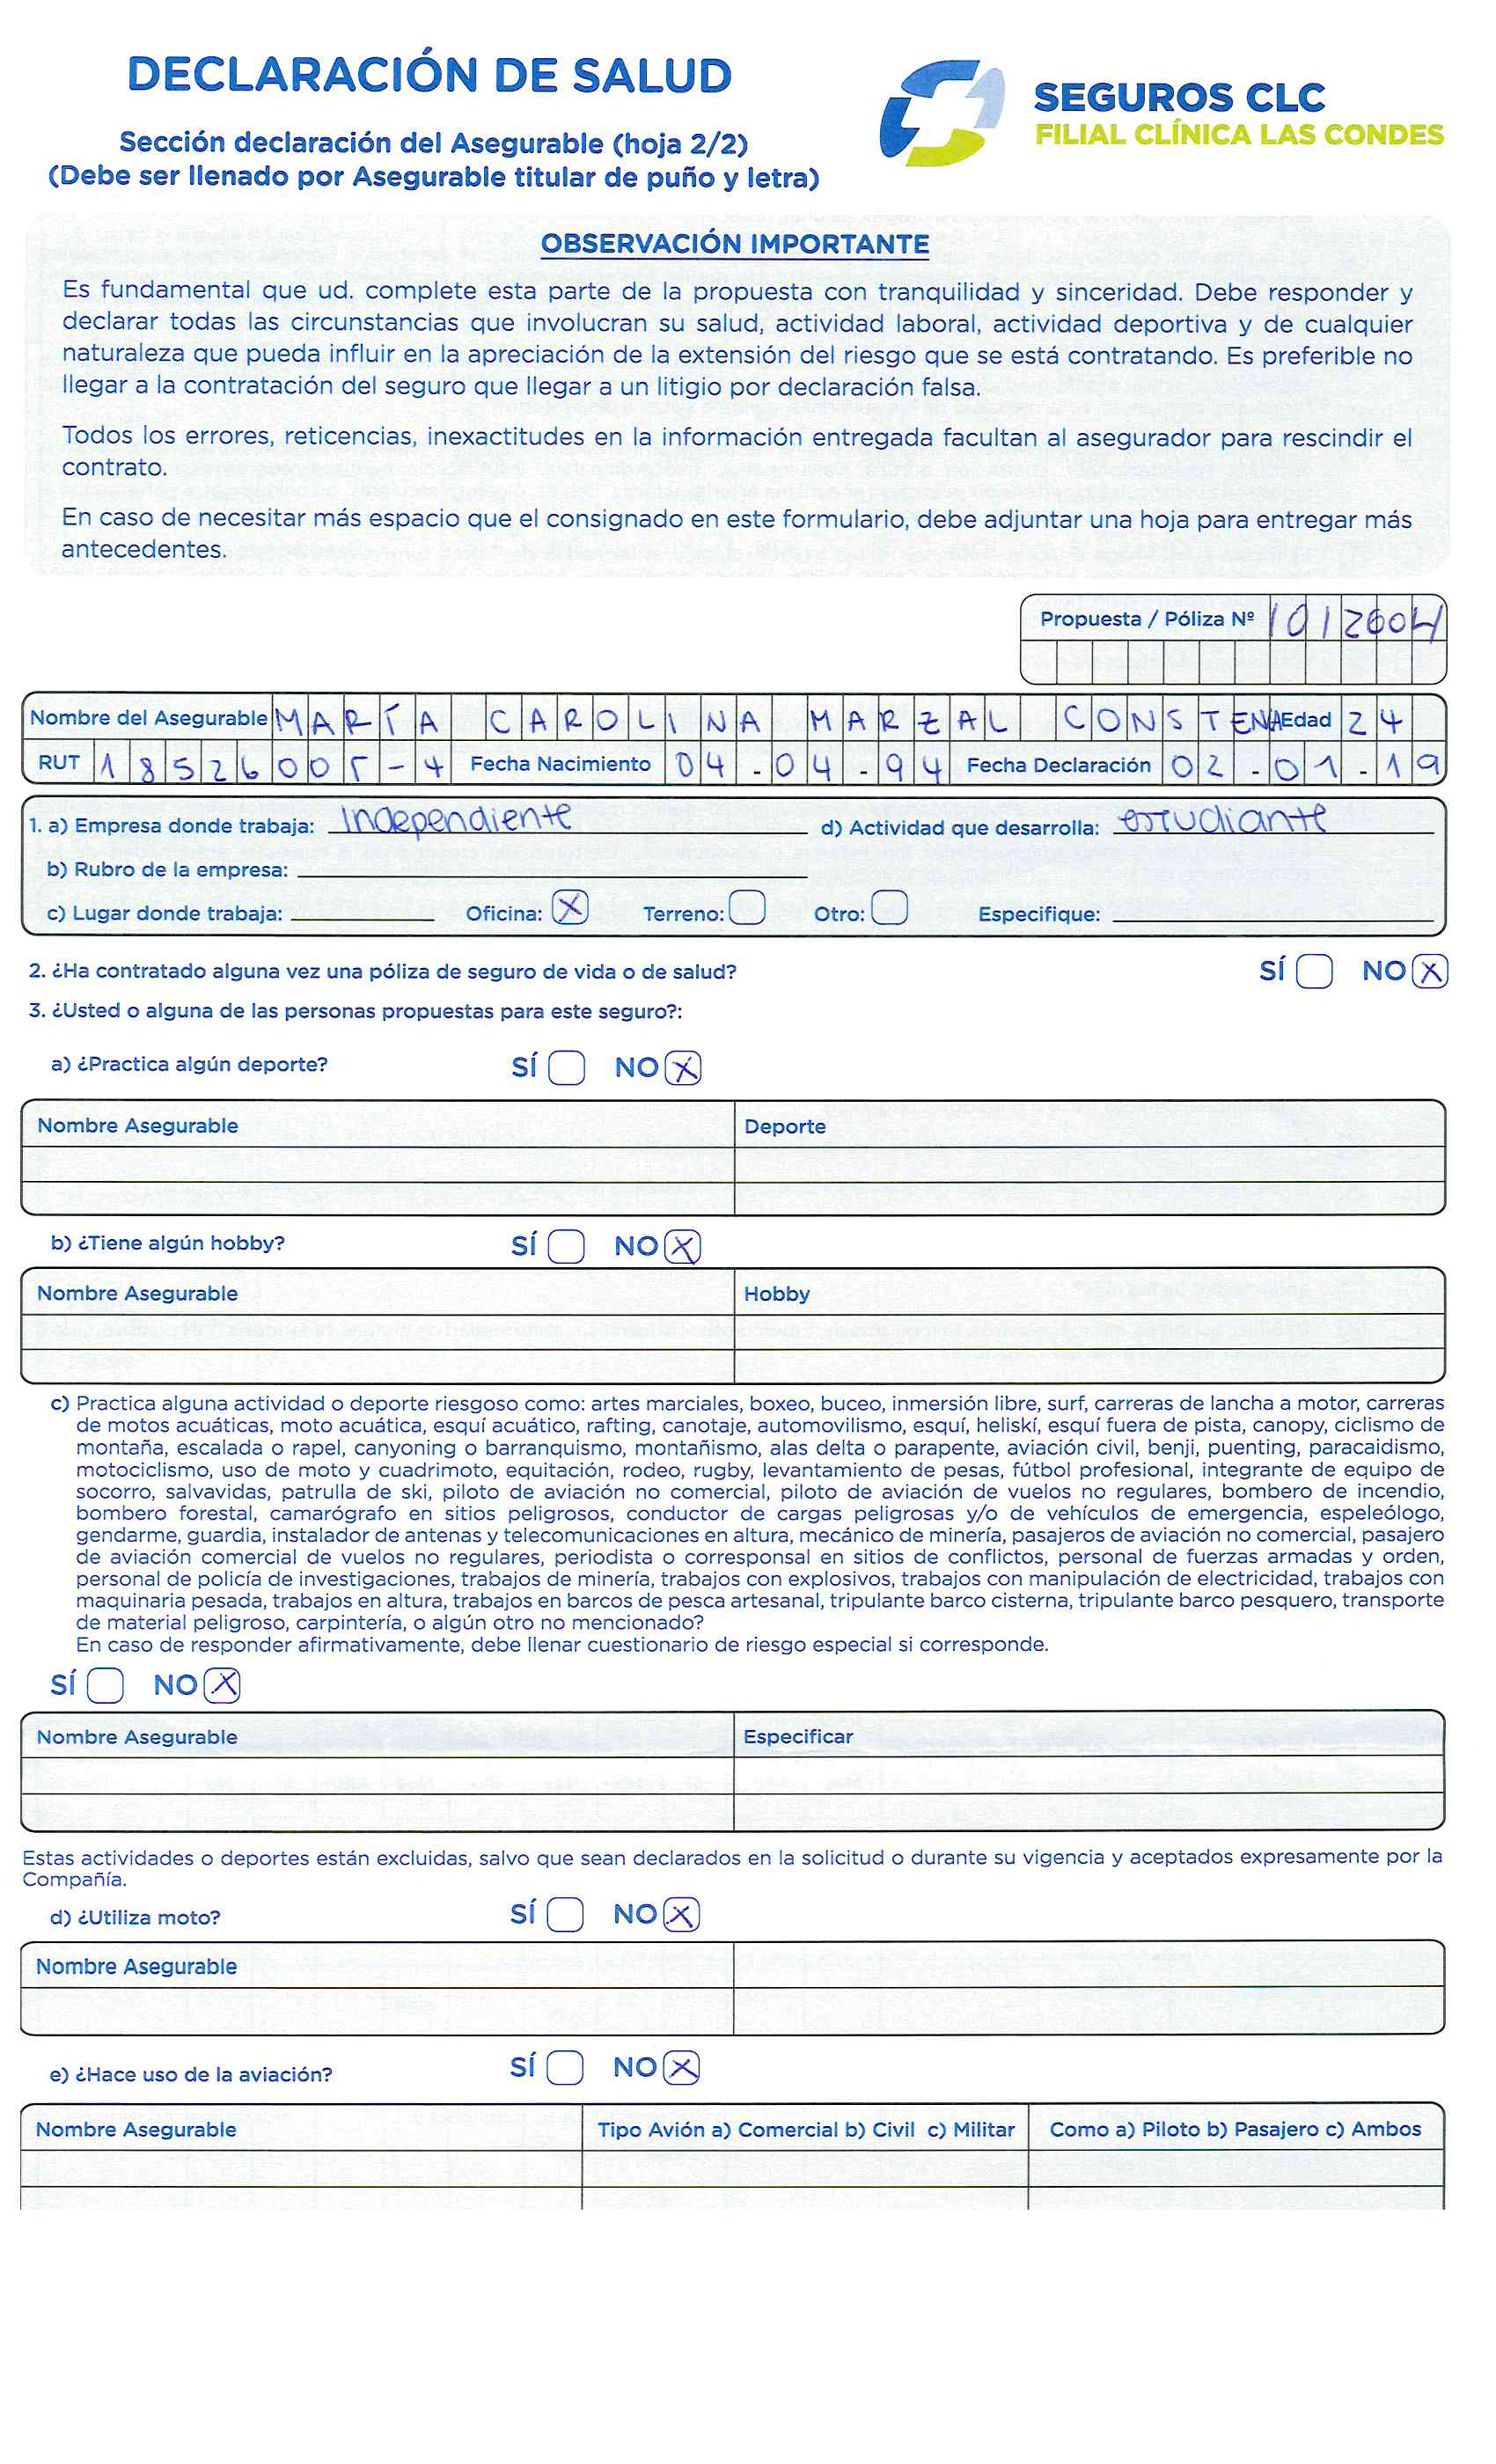 DECLARACIÓN DE SALUD
Sección declaración del Asegurable (hoja 2/2)
(Debe ser llenado por Asegurable titular de puño y letra)
SEGUROS CLC
FILIAL CLÍNICA LAS CONDES
OBSERVACIÓN IMPORTANTE
Es fundamental que ud. complete esta parte de la propuesta con tranquilidad y sinceridad. Debe responder y
declarar todas las circunstancias que involucran su salud, actividad laboral, actividad deportiva y de cualquier
naturaleza que pueda influir en la apreciación de la extensión del riesgo que se está contratando. Es preferible no
llegar a la contratación del seguro que llegar a un litigio por declaración falsa.
Todos los errores, reticencias, inexactitudes en la información entregada facultan al asegurador para rescindir el
contrato.
En caso de necesitar más espacio que el consignado en este formulario, debe adjuntar una hoja para entregar más
antecedentes.
Propuesta / Póliza Nº 1012604
Nombre del Asegurable MARÍA CAROLINA MARZAL CONSTENA Edad 24
RUT 18526005-4 Fecha Nacimiento 04.04.94 Fecha Declaración 02.01.19
1. a) Empresa donde trabaja: Independiente d) Actividad que desarrolla: estudiante
b) Rubro de la empresa:
c) Lugar donde trabaja: Oficina: X Terreno: Otro: Especifique:
2. ¿Ha contratado alguna vez una póliza de seguro de vida o de salud? SÍ NO X
3. ¿Usted o alguna de las personas propuestas para este seguro?:
a) ¿Practica algún deporte? SÍ NO X
Nombre Asegurable Deporte
b) ¿Tiene algún hobby? SÍ NO X
Nombre Asegurable Hobby
c) Practica alguna actividad o deporte riesgoso como: artes marciales, boxeo, buceo, inmersión libre, surf, carreras de lancha a motor, carreras
de motos acuáticas, moto acuática, esquí acuático, rafting, canotaje, automovilismo, esquí, heliskí, esquí fuera de pista, canopy, ciclismo de
montaña, escalada o rapel, canyoning o barranquismo, montañismo, alas delta o parapente, aviación civil, benji, puenting, paracaidismo,
motociclismo, uso de moto y cuadrimoto, equitación, rodeo, rugby, levantamiento de pesas, fútbol profesional, integrante de equipo de
socorro, salvavidas, patrulla de ski, piloto de aviación no comercial, piloto de aviación de vuelos no regulares, bombero de incendio,
bombero forestal, camarógrafo en sitios peligrosos, conductor de cargas peligrosas y/o de vehículos de emergencia, espeleólogo,
gendarme, guardia, instalador de antenas y telecomunicaciones en altura, mecánico de minería, pasajeros de aviación no comercial, pasajero
de aviación comercial de vuelos no regulares, periodista o corresponsal en sitios de conflictos, personal de fuerzas armadas y orden,
personal de policía de investigaciones, trabajos de minería, trabajos con explosivos, trabajos con manipulación de electricidad, trabajos con
maquinaria pesada, trabajos en altura, trabajos en barcos de pesca artesanal, tripulante barco cisterna, tripulante barco pesquero, transporte
de material peligroso, carpintería, o algún otro no mencionado?
En caso de responder afirmativamente, debe llenar cuestionario de riesgo especial si corresponde.
SÍ NO X
Nombre Asegurable Especificar
Estas actividades o deportes están excluidas, salvo que sean declarados en la solicitud o durante su vigencia y aceptados expresamente por la
Compañía.
d) ¿Utiliza moto? SÍ NO X
Nombre Asegurable
e) ¿Hace uso de la aviación? SÍ NO X
Nombre Asegurable Tipo Avión a) Comercial b) Civil c) Militar Como a) Piloto b) Pasajero c) Ambos